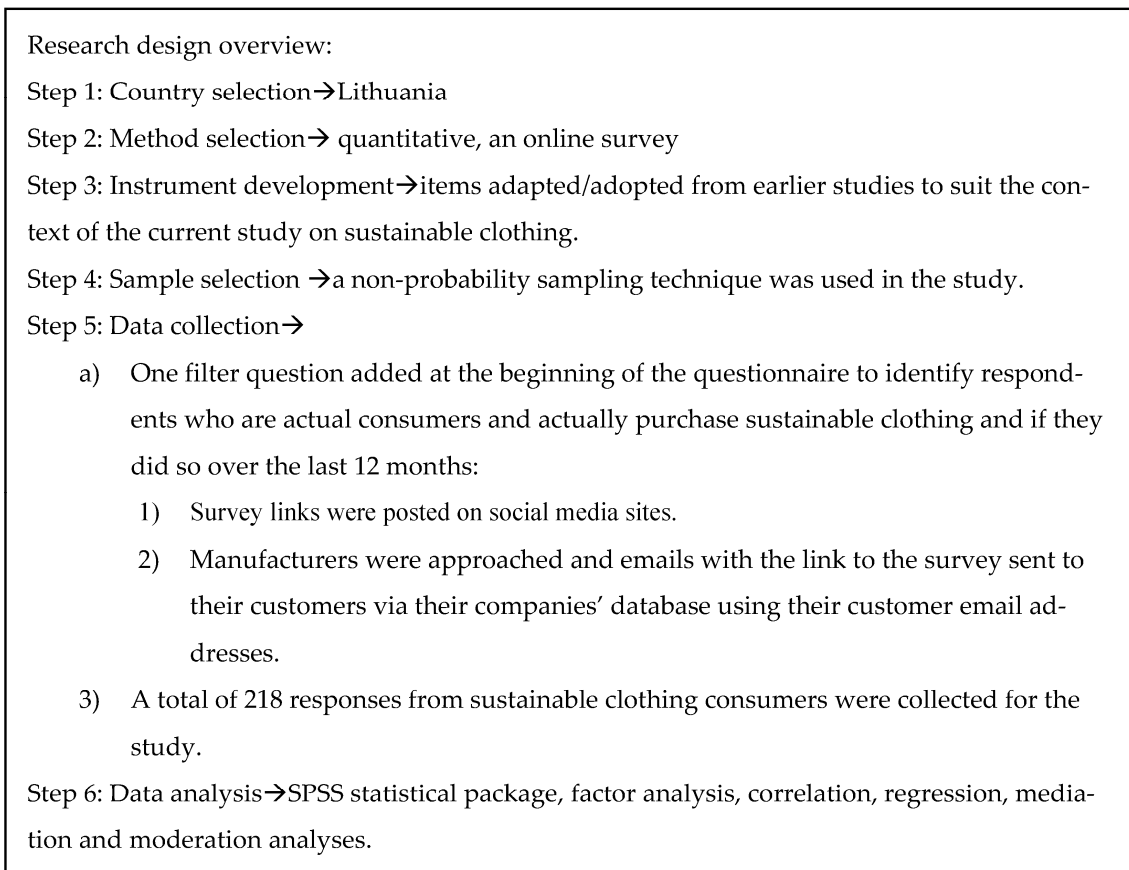 Research design overview:
Step 1: Country selection→Lithuania
Step 2: Method selection→ quantitative, an online survey
Step 3: Instrument development→items adapted/adopted from earlier studies to suit the con-
text of the current study on sustainable clothing.
Step 4: Sample selection →a non-probability sampling technique was used in the study.
Step 5: Data collection→
a) One filter question added at the beginning of the questionnaire to identify respond-
ents who are actual consumers and actually purchase sustainable clothing and if they
did so over the last 12 months:
1) Survey links were posted on social media sites.
2) Manufacturers were approached and emails with the link to the survey sent to
their customers via their companies’ database using their customer email ad-
dresses.
3) A total of 218 responses from sustainable clothing consumers were collected for the
study.
Step 6: Data analysis→SPSS statistical package, factor analysis, correlation, regression, media-
tion and moderation analyses.